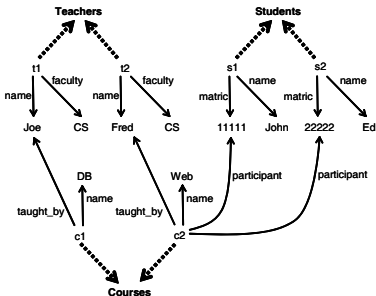 Teachers Students
t1 t2 s1 s2
name faculty name faculty matric name matric name
Joe CS Fred CS 11111 John 22222 Ed
DB Web
name name participant participant
taught_by taught_by
c1 c2
Courses